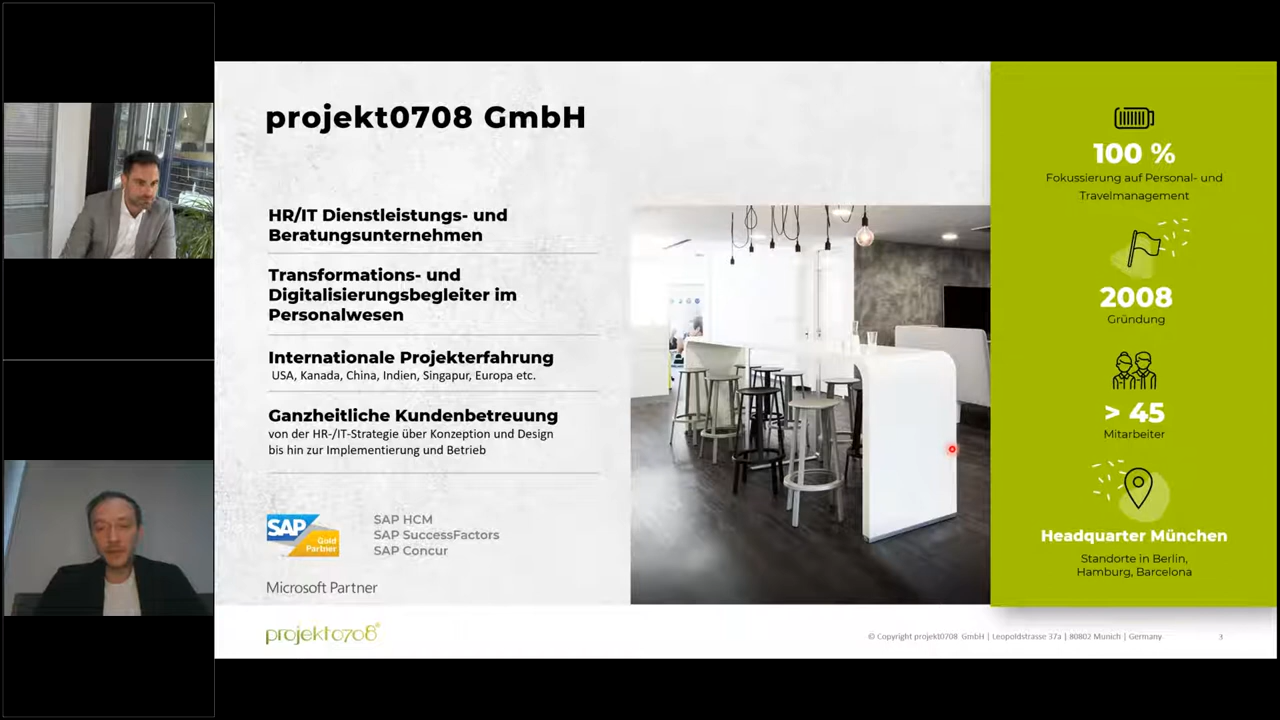 projekt0708 GmbH
HR/IT Dienstleistungs- und
Beratungsunternehmen
Transformations- und
Digitalisierungsbegleiter im
Personalwesen
Internationale Projekterfahrung
USA, Kanada, China, Indien, Singapur, Europa etc.
Ganzheitliche Kundenbetreuung
von der HR-/IT-Strategie über Konzeption und Design
bis hin zur Implementierung und Betrieb
SAP
Gold
Partner
SAP HCM
SAP SuccessFactors
SAP Concur
Microsoft Partner
100 %
Fokussierung auf Personal- und
Travelmanagement
2008
Gründung
> 45
Mitarbeiter
Headquarter München
Standorte in Berlin,
Hamburg, Barcelona
projekt0708®
© Copyright projekt0708 GmbH | Leopoldstrasse 37a | 80802 Munich | Germany
3